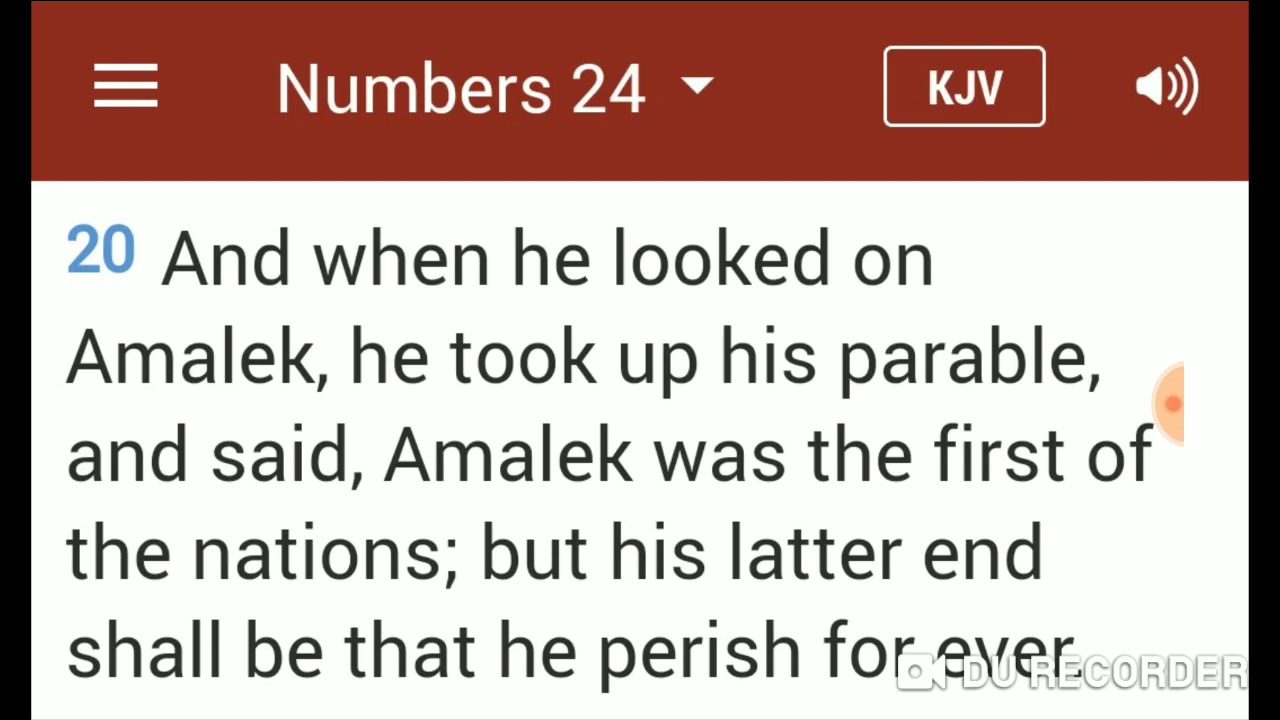 Numbers 24 KJV
20 And when he looked on
Amalek, he took up his parable,
and said, Amalek was the first of
the nations; but his latter end
shall be that he perish for ever.
DU RECORDER